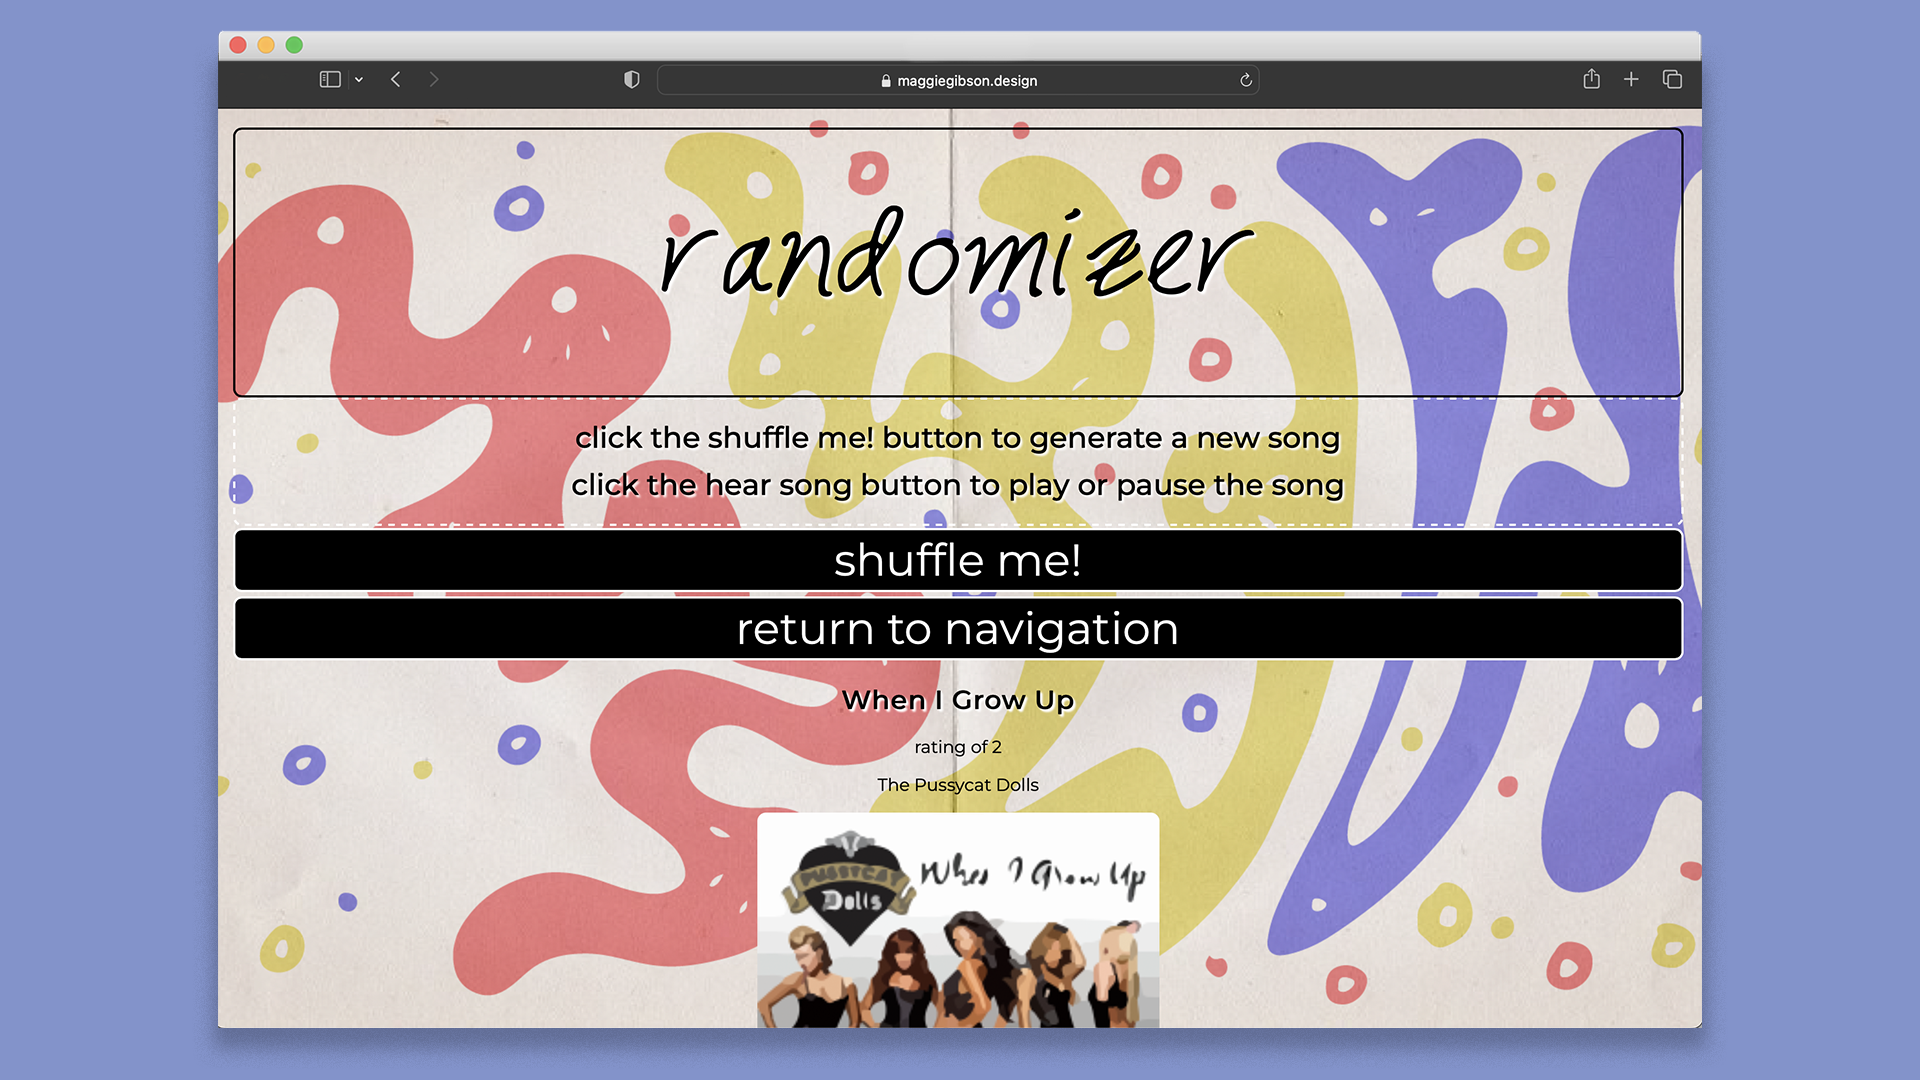 maggiegibson.design
randomizer
click the shuffle me! button to generate a new song
click the hear song button to play or pause the song
shuffle me!
return to navigation
When I Grow Up
rating of 2
The Pussycat Dolls
PUSSYCAT
Dolls
When I Grow Up